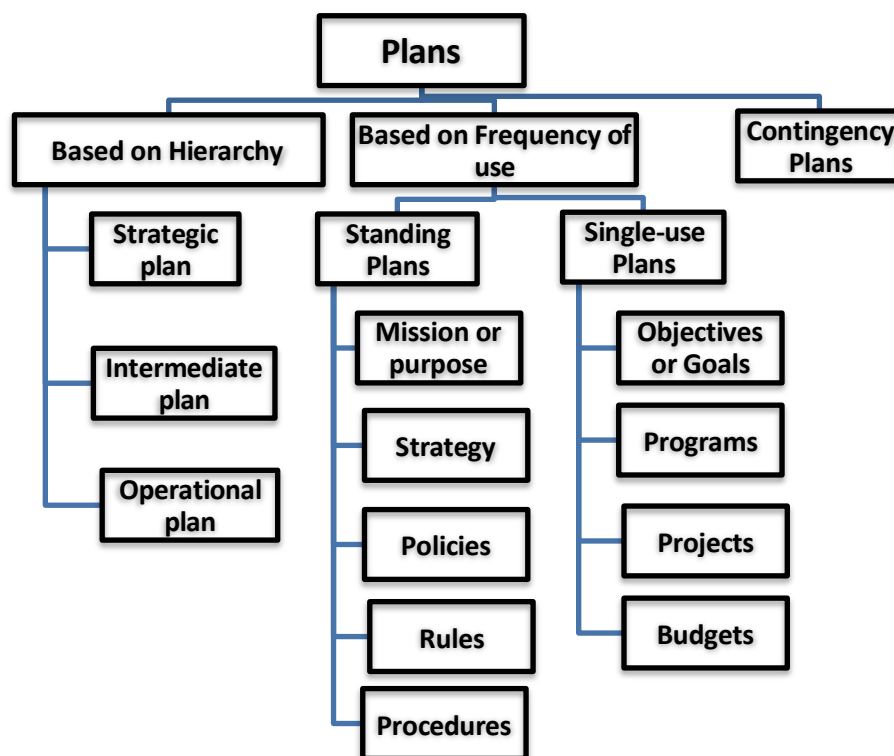 Plans
Based on Hierarchy
Based on Frequency of
use
Contingency
Plans
Strategic
plan
Intermediate
plan
Operational
plan
Standing
Plans
Mission or
purpose
Strategy
Policies
Rules
Procedures
Single-use
Plans
Objectives
or Goals
Programs
Projects
Budgets